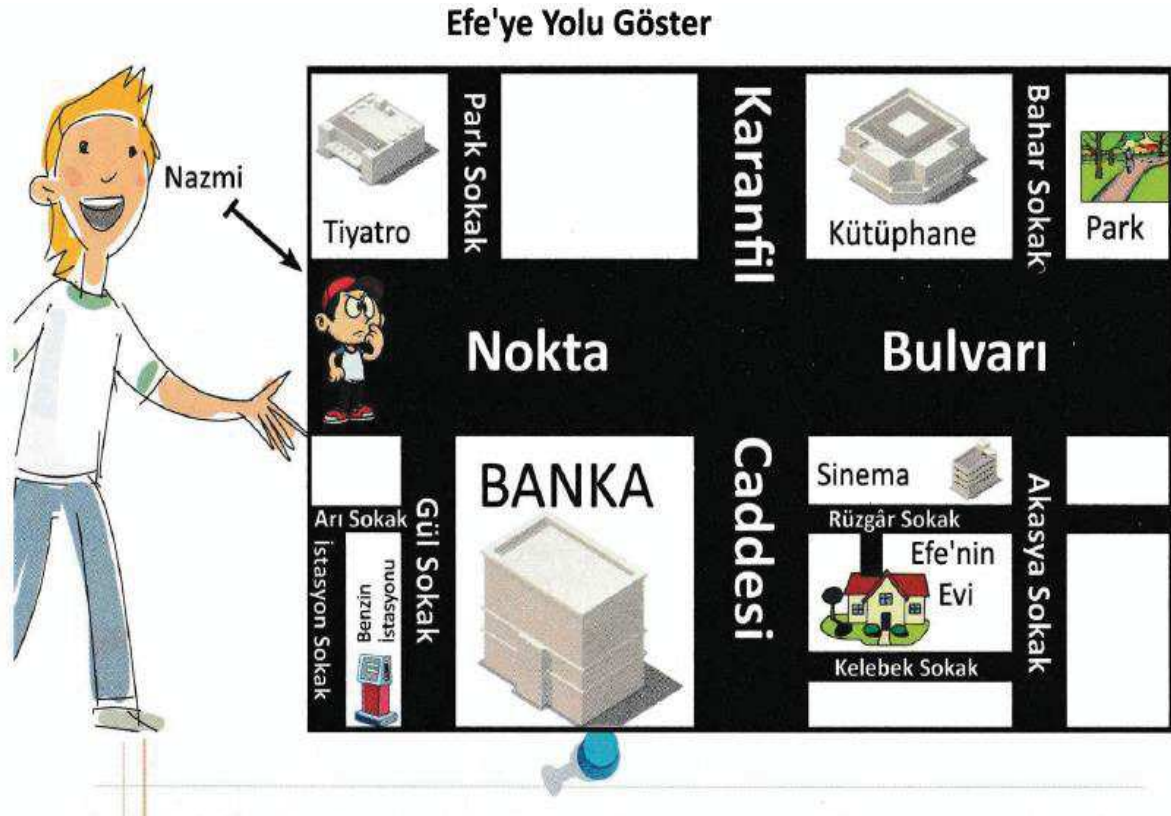 Efe'ye Yolu Göster
Nazmi
Tiyatro
Park Sokak
Karanfil
Kütüphane
Bahar Sokak
Park
Nokta
Bulvarı
Arı Sokak
İstasyon Sokak
Benzin
İstasyonu
Gül Sokak
BANKA
Caddesi
Sinema
Rüzgâr Sokak
Efe'nin
Evi
Kelebek Sokak
Akasya Sokak